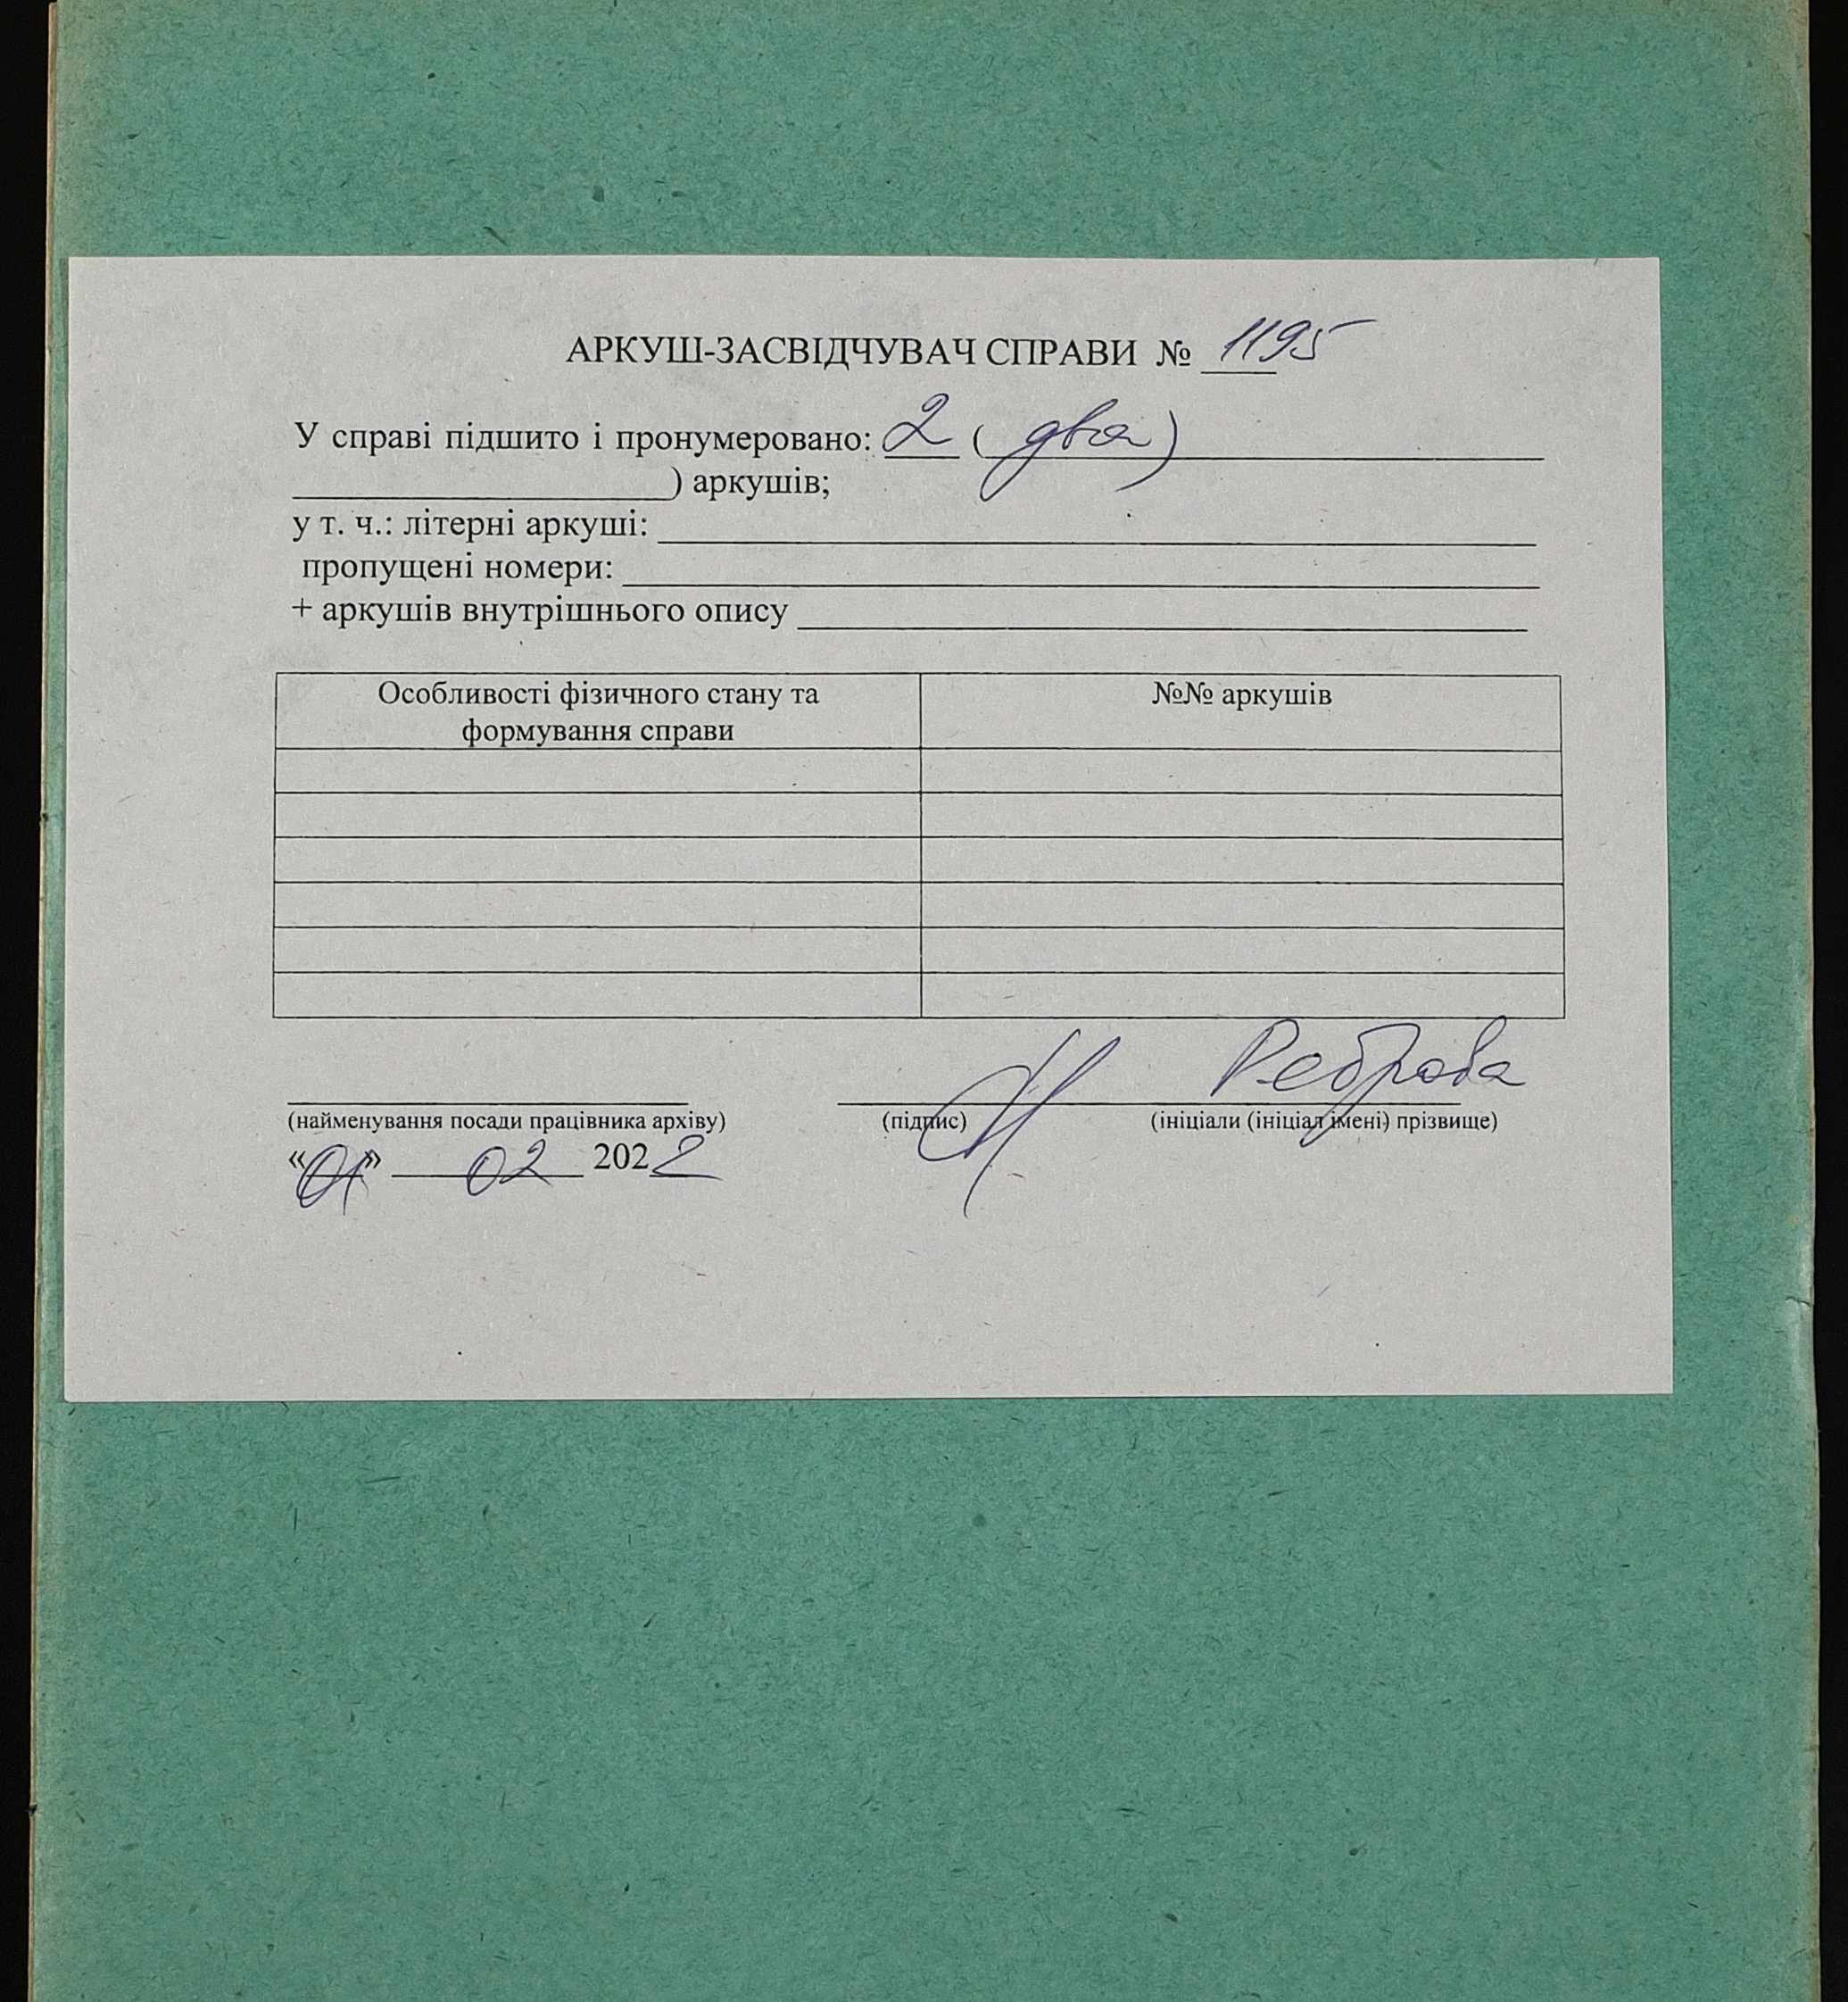 АРКУШ-ЗАСВІДЧУВАЧ СПРАВИ № 1195
У справі підшито і пронумеровано: 2 ( два )
) аркушів;
у т. ч.: літерні аркуші:
пропущені номери:
+ аркушів внутрішнього опису
Особливості фізичного стану та
формування справи
№№ аркушів
Реброва
(найменування посади працівника архіву) (підпис) (ініціали (ініціал імені) прізвище)
«01» 02 2022